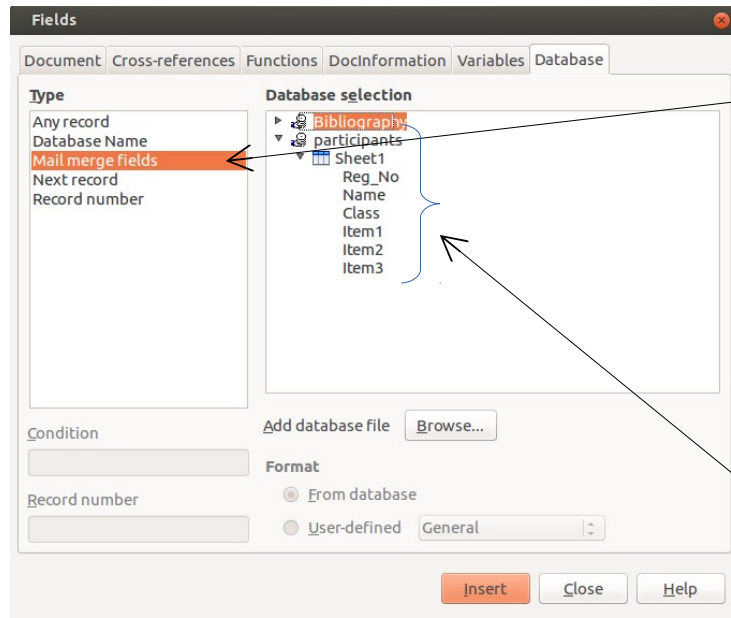 Fields
Document Cross-references Functions DocInformation Variables Database
Type
Any record
Database Name
Mail merge fields
Next record
Record number
Condition
Record number
Database selection
Bibliography
participants
Sheet1
Reg_No
Name
Class
Item1
Item2
Item3
Add database file Browse...
Format
From database
User-defined General
Insert Close Help